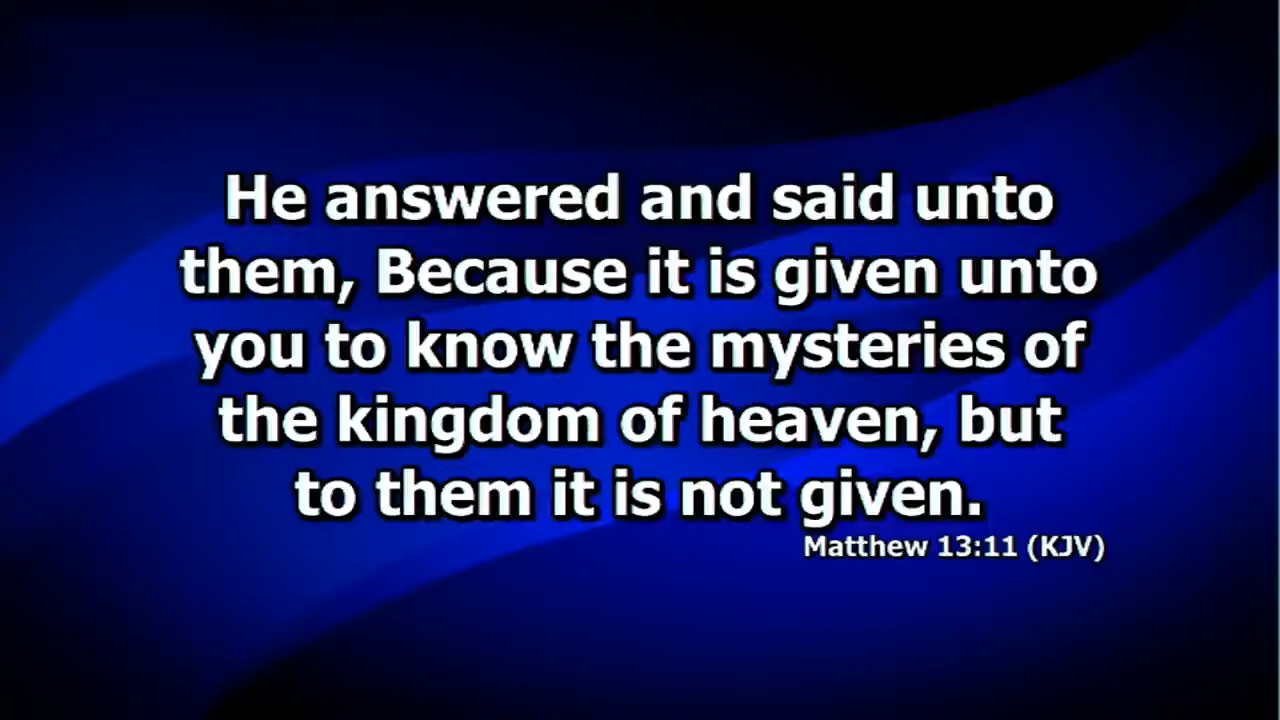 He answered and said unto
them, Because it is given unto
you to know the mysteries of
the kingdom of heaven, but
to them it is not given.
Matthew 13:11 (KJV)